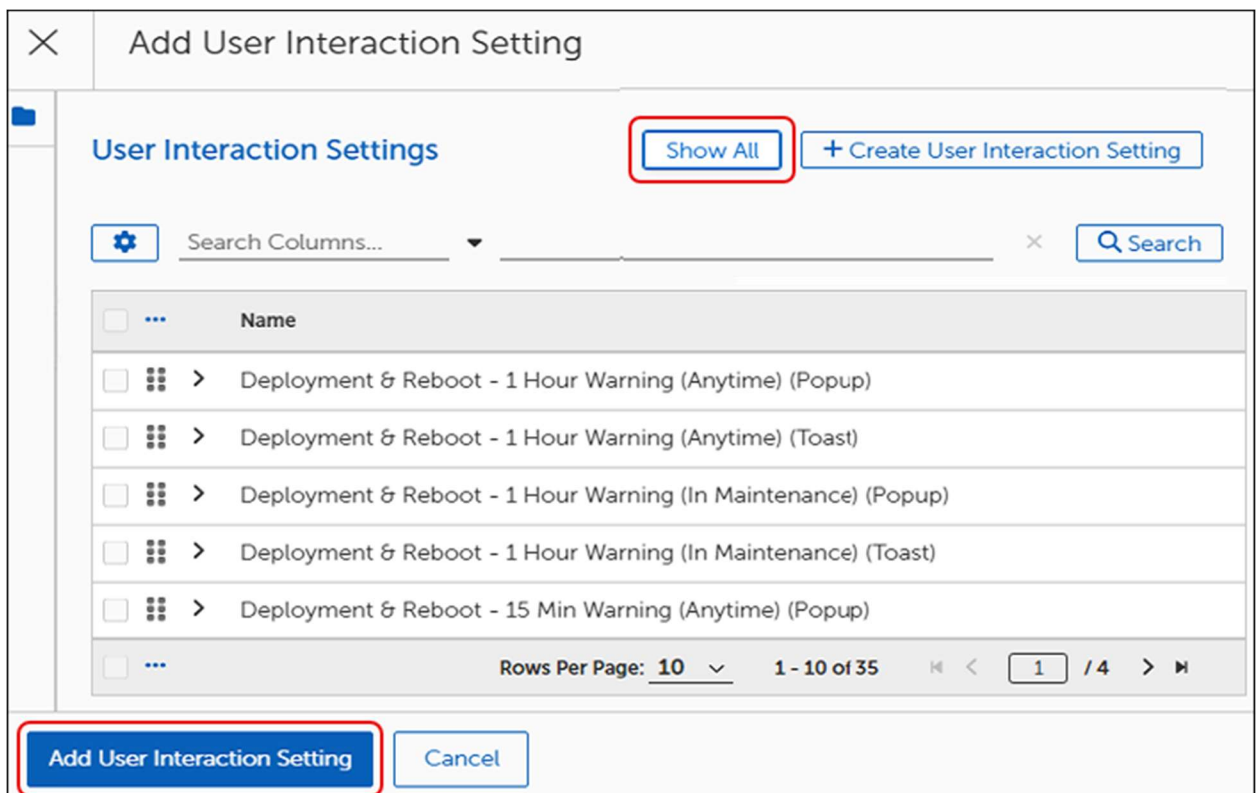 Add User Interaction Setting
User Interaction Settings
Show All
+ Create User Interaction Setting
Search Columns...
Search
Name
Deployment & Reboot - 1 Hour Warning (Anytime) (Popup)
Deployment & Reboot - 1 Hour Warning (Anytime) (Toast)
Deployment & Reboot - 1 Hour Warning (In Maintenance) (Popup)
Deployment & Reboot - 1 Hour Warning (In Maintenance) (Toast)
Deployment & Reboot - 15 Min Warning (Anytime) (Popup)
Rows Per Page: 10 1 - 10 of 35 1 / 4
Add User Interaction Setting
Cancel